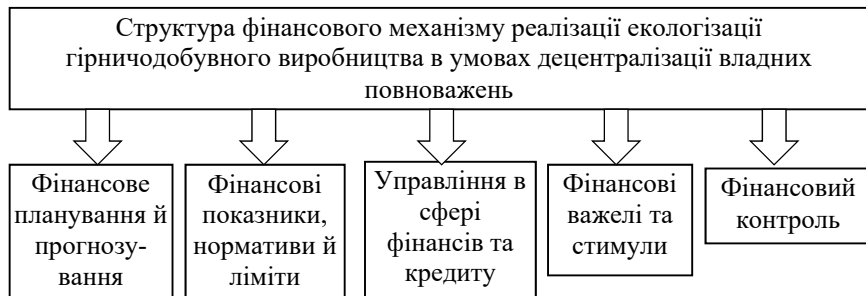 Структура фінансового механізму реалізації екологізації
гірничодобувного виробництва в умовах децентралізації владних
повноважень
Фінансове
планування й
прогнозу-
вання
Фінансові
показники,
нормативи й
ліміти
Управління в
сфері
фінансів та
кредиту
Фінансові
важелі та
стимули
Фінансовий
контроль